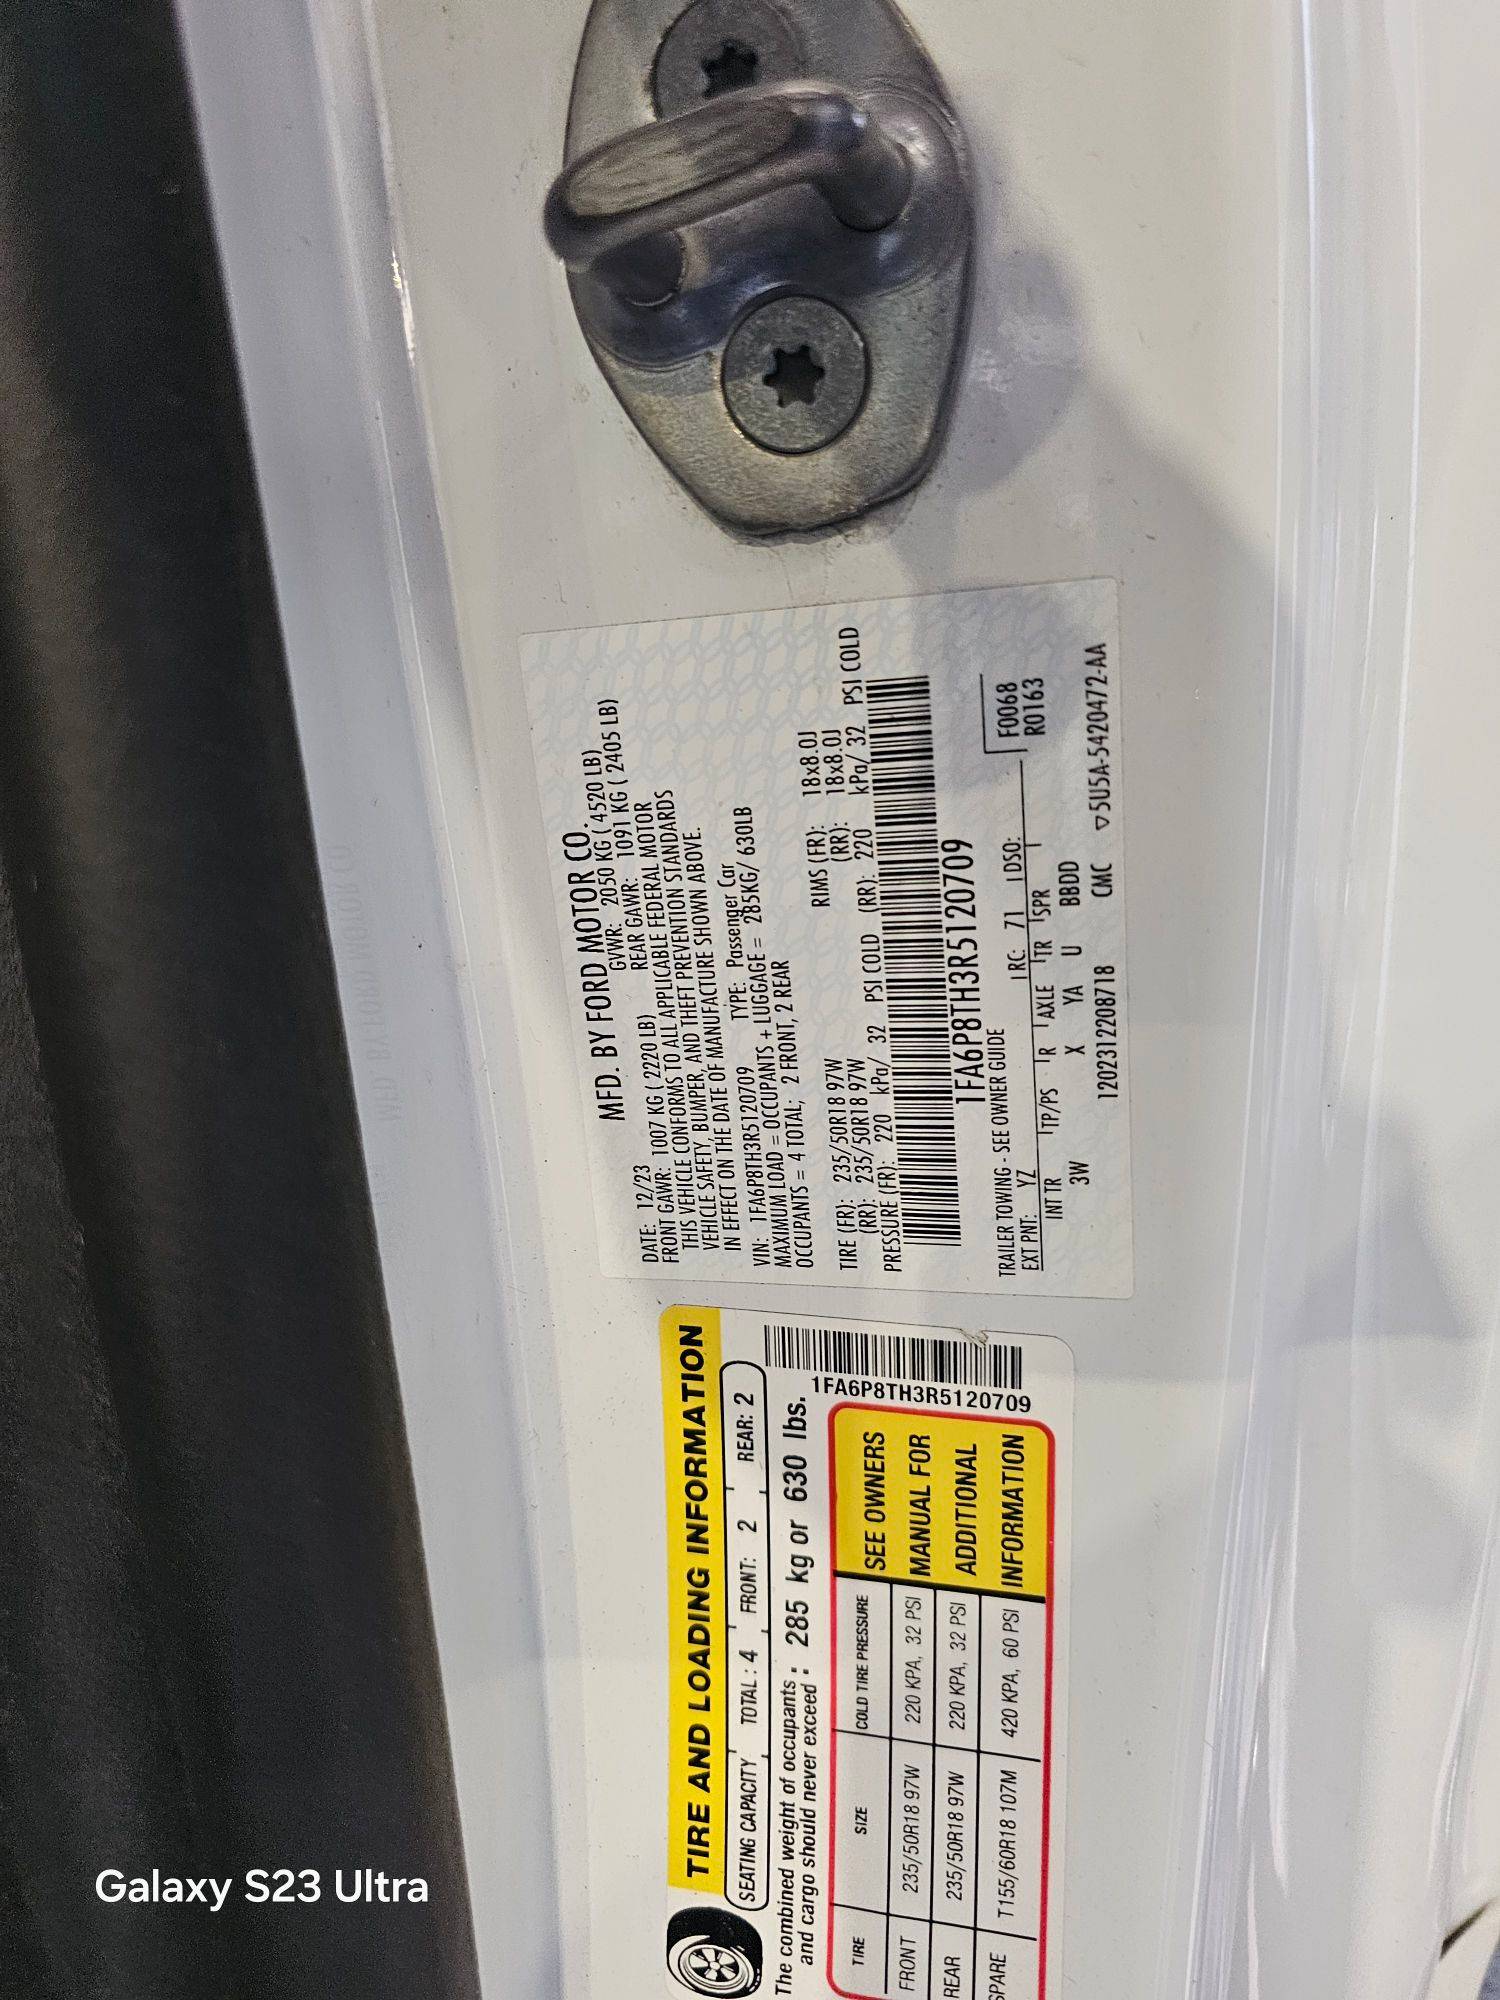 MFD. BY FORD MOTOR CO.
DATE: 12/23 GVWR: 2050 KG ( 4520 LB)
FRONT GAWR: 1007 KG ( 2220 LB) REAR GAWR: 1091 KG ( 2405 LB)
THIS VEHICLE CONFORMS TO ALL APPLICABLE FEDERAL MOTOR
VEHICLE SAFETY, BUMPER, AND THEFT PREVENTION STANDARDS
IN EFFECT ON THE DATE OF MANUFACTURE SHOWN ABOVE.
VIN: 1FA6P8TH3R5120709 TYPE: Passenger Car
MAXIMUM LOAD = OCCUPANTS + LUGGAGE = 285KG/ 630LB
OCCUPANTS = 4 TOTAL; 2 FRONT, 2 REAR
TIRE (FR): 235/50R18 97W RIMS (FR): 18x8.0J
(RR): 235/50R18 97W (RR): 18x8.0J
PRESSURE (FR): 220 kPa/ 32 PSI COLD (RR): 220 kPa/ 32 PSI COLD
1FA6P8TH3R5120709
TRAILER TOWING - SEE OWNER GUIDE
F0068
EXT PNT: YZ RC: 71 DSO: R0163
INT TR TP/PS R AXLE TR SPR
3W X YA U BBDD
120231220871​8 CMC ▽5U5A-5420472-AA
TIRE AND LOADING INFORMATION
SEATING CAPACITY TOTAL : 4 FRONT: 2 REAR: 2
The combined weight of occupants and cargo should never exceed : 285 kg or 630 lbs.
1FA6P8TH3R5120709
TIRE SIZE COLD TIRE PRESSURE
FRONT 235/50R18 97W 220 KPA, 32 PSI
REAR 235/50R18 97W 220 KPA, 32 PSI
SPARE T155/60R18 107M 420 KPA, 60 PSI
SEE OWNERS
MANUAL FOR
ADDITIONAL
INFORMATION
Galaxy S23 Ultra